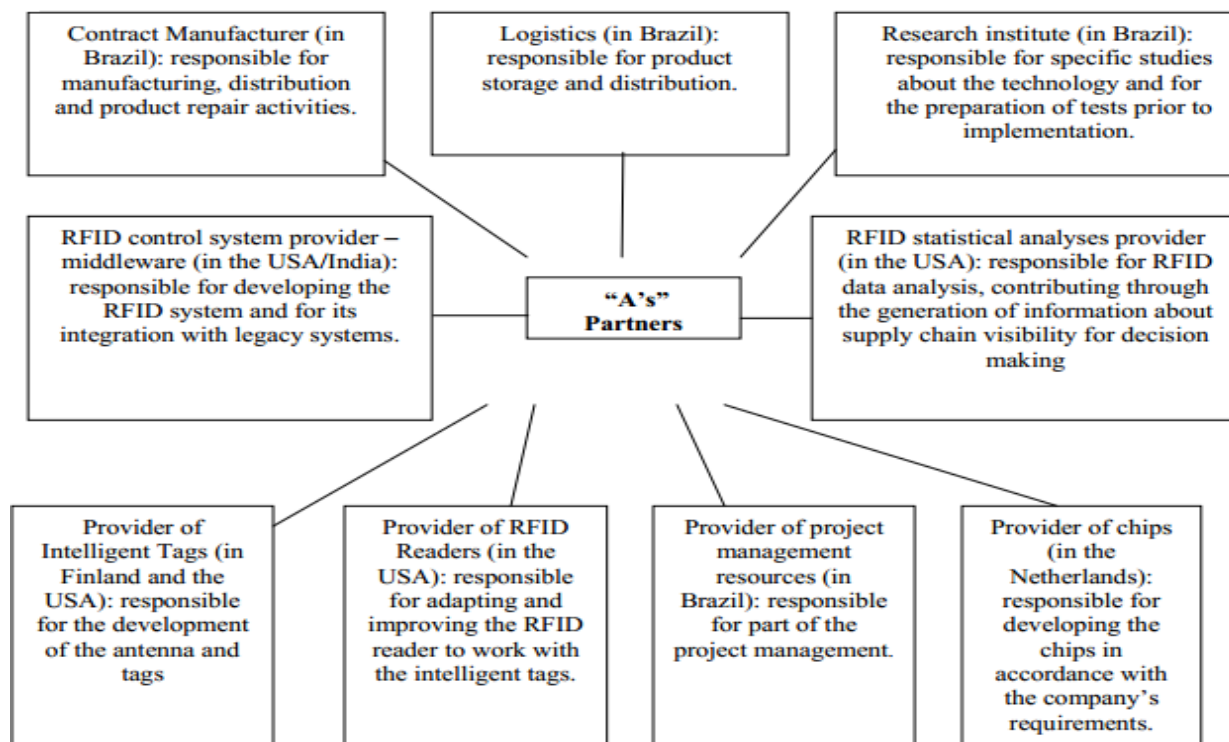 Contract Manufacturer (in
Brazil): responsible for
manufacturing, distribution
and product repair activities.
Logistics (in Brazil):
responsible for product
storage and distribution.
Research institute (in Brazil):
responsible for specific studies
about the technology and for
the preparation of tests prior to
implementation.
RFID control system provider –
middleware (in the USA/India):
responsible for developing the
RFID system and for its
integration with legacy systems.
“A’s”
Partners
RFID statistical analyses provider
(in the USA): responsible for RFID
data analysis, contributing through
the generation of information about
supply chain visibility for decision
making
Provider of
Intelligent Tags (in
Finland and the
USA): responsible
for the development
of the antenna and
tags
Provider of RFID
Readers (in the
USA): responsible
for adapting and
improving the RFID
reader to work with
the intelligent tags.
Provider of project
management
resources (in
Brazil): responsible
for part of the
project management.
Provider of chips
(in the
Netherlands):
responsible for
developing the
chips in
accordance with
the company’s
requirements.